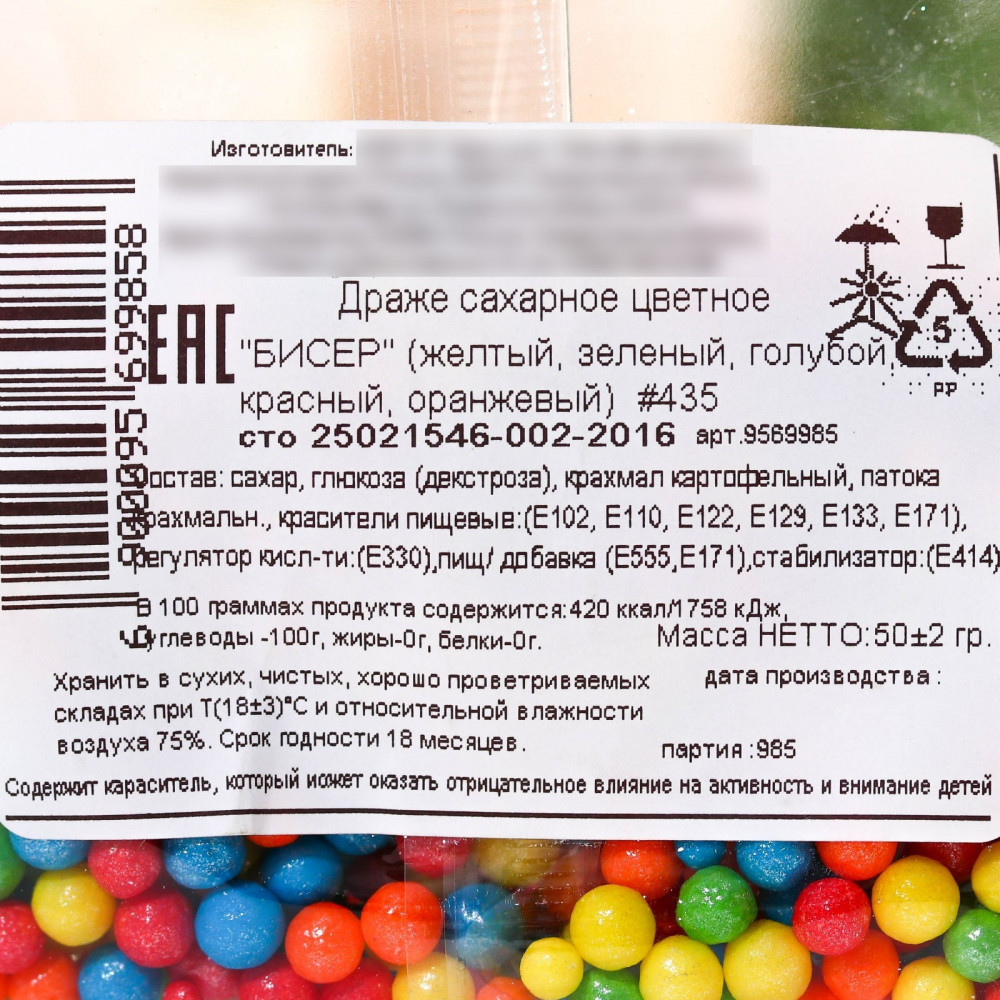 Изготовитель:
Драже сахарное цветное
"БИСЕР" (желтый, зеленый, голубой,
красный, оранжевый) #435
сто 25021546-002-2016 арт.9569985
Состав: сахар, глюкоза (декстроза), крахмал картофельный, патока
крахмальн., красители пищевые:(Е102, Е110, Е122, Е129, Е133, Е171),
регулятор кисл-ти:(Е330),пищ/ добавка (Е555,Е171),стабилизатор:(Е414)
В 100 граммах продукта содержится:420 ккал/1758 кДж,
углеводы -100г, жиры-0г, белки-0г.
Масса НЕТТО:50±2 гр.
Хранить в сухих, чистых, хорошо проветриваемых
складах при Т(18±3)°С и относительной влажности
воздуха 75%. Срок годности 18 месяцев.
дата производства :
партия :985
Содержит караситель, который может оказать отрицательное влияние на активность и внимание детей
EAC
5
PP